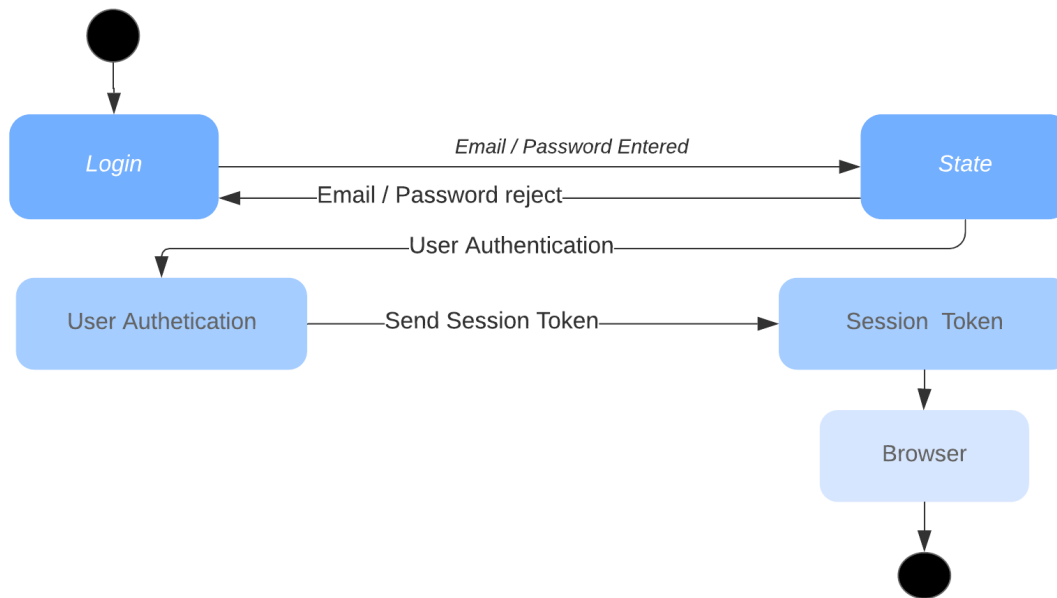 Login
Email / Password Entered
State
Email / Password reject
User Authentication
User Authetication
Send Session Token
Session  Token
Browser